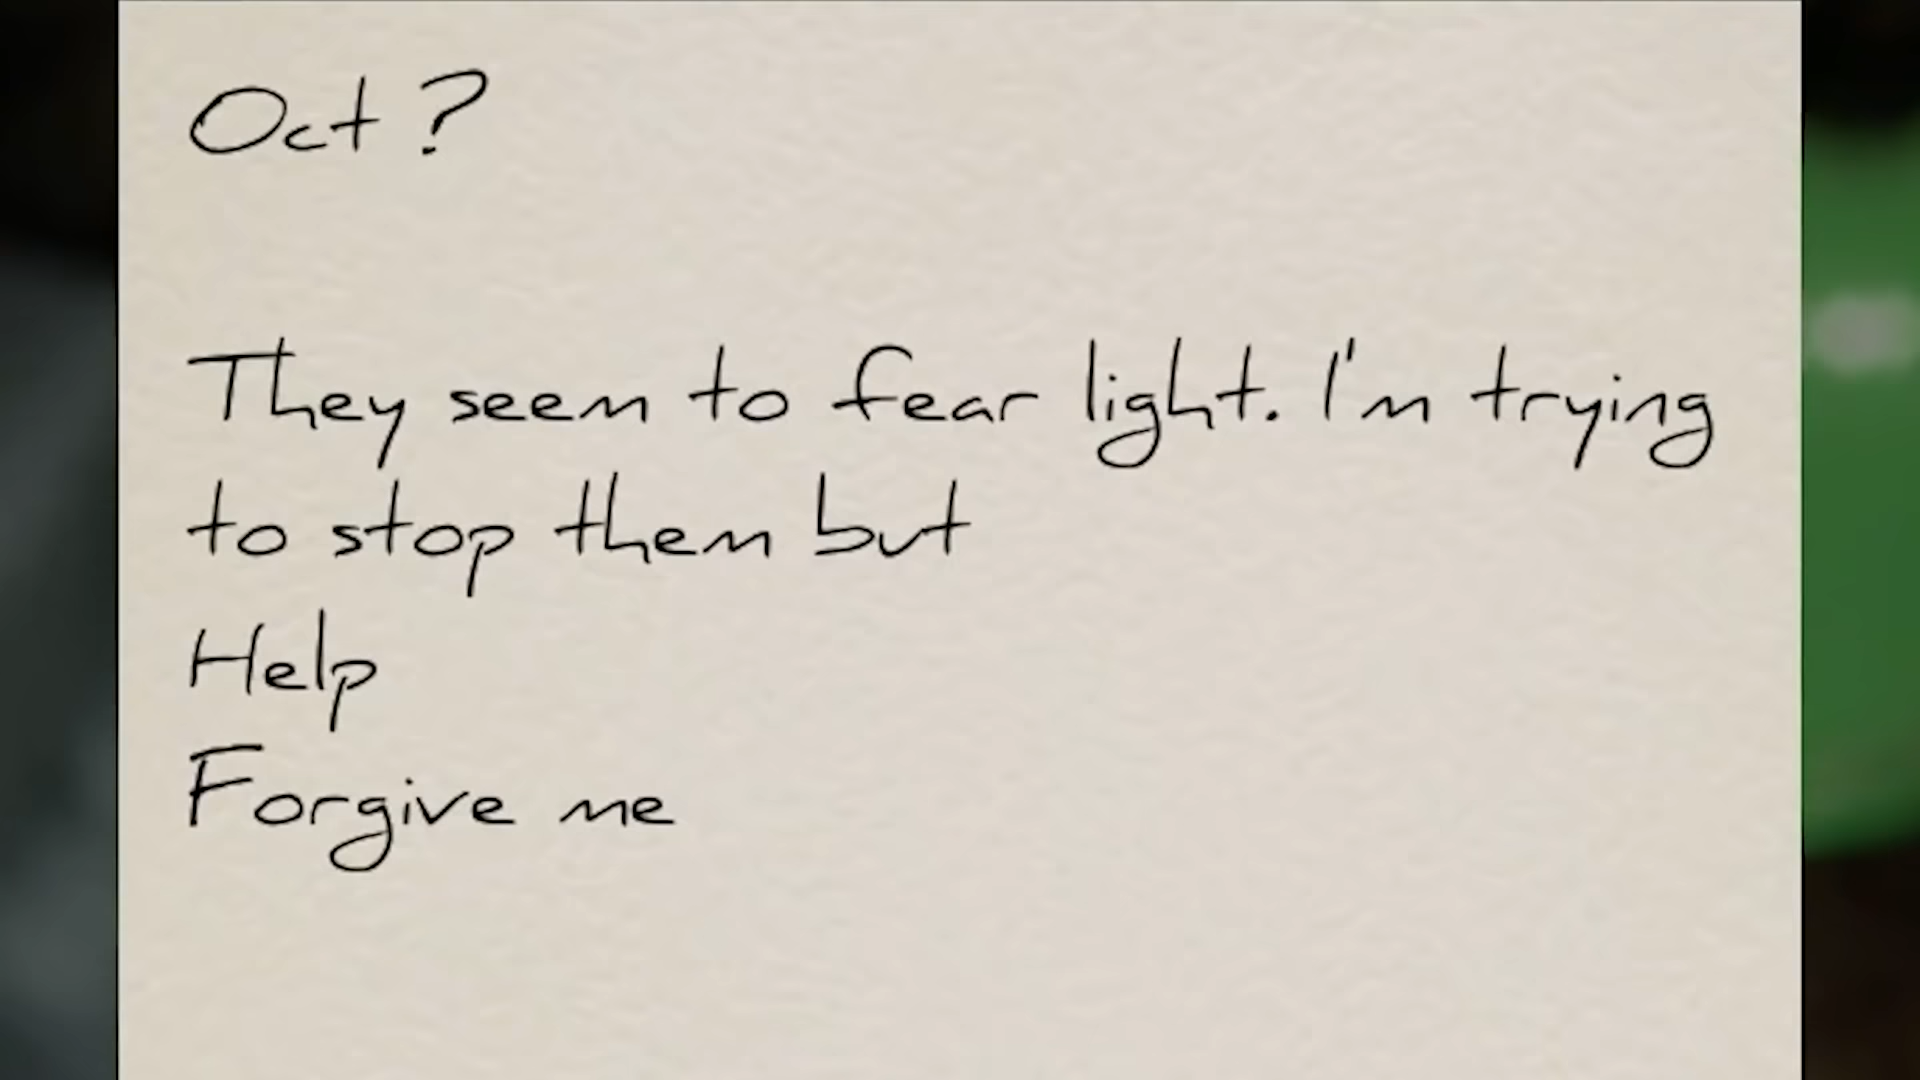 Oct ?
They seem to fear light. I'm trying
to stop them but
Help
Forgive me